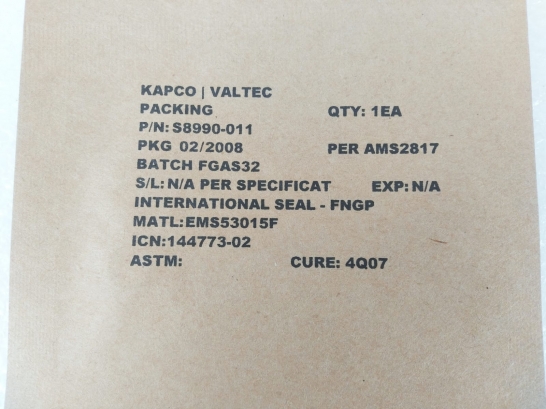 KAPCO | VALTEC
PACKING QTY: 1EA
P/N: S8990-011
PKG 02/2008 PER AMS2817
BATCH FGAS32
S/L: N/A PER SPECIFICAT EXP: N/A
INTERNATIONAL SEAL - FNGP
MATL:EMS53015F
ICN:144773-02
ASTM: CURE: 4Q07